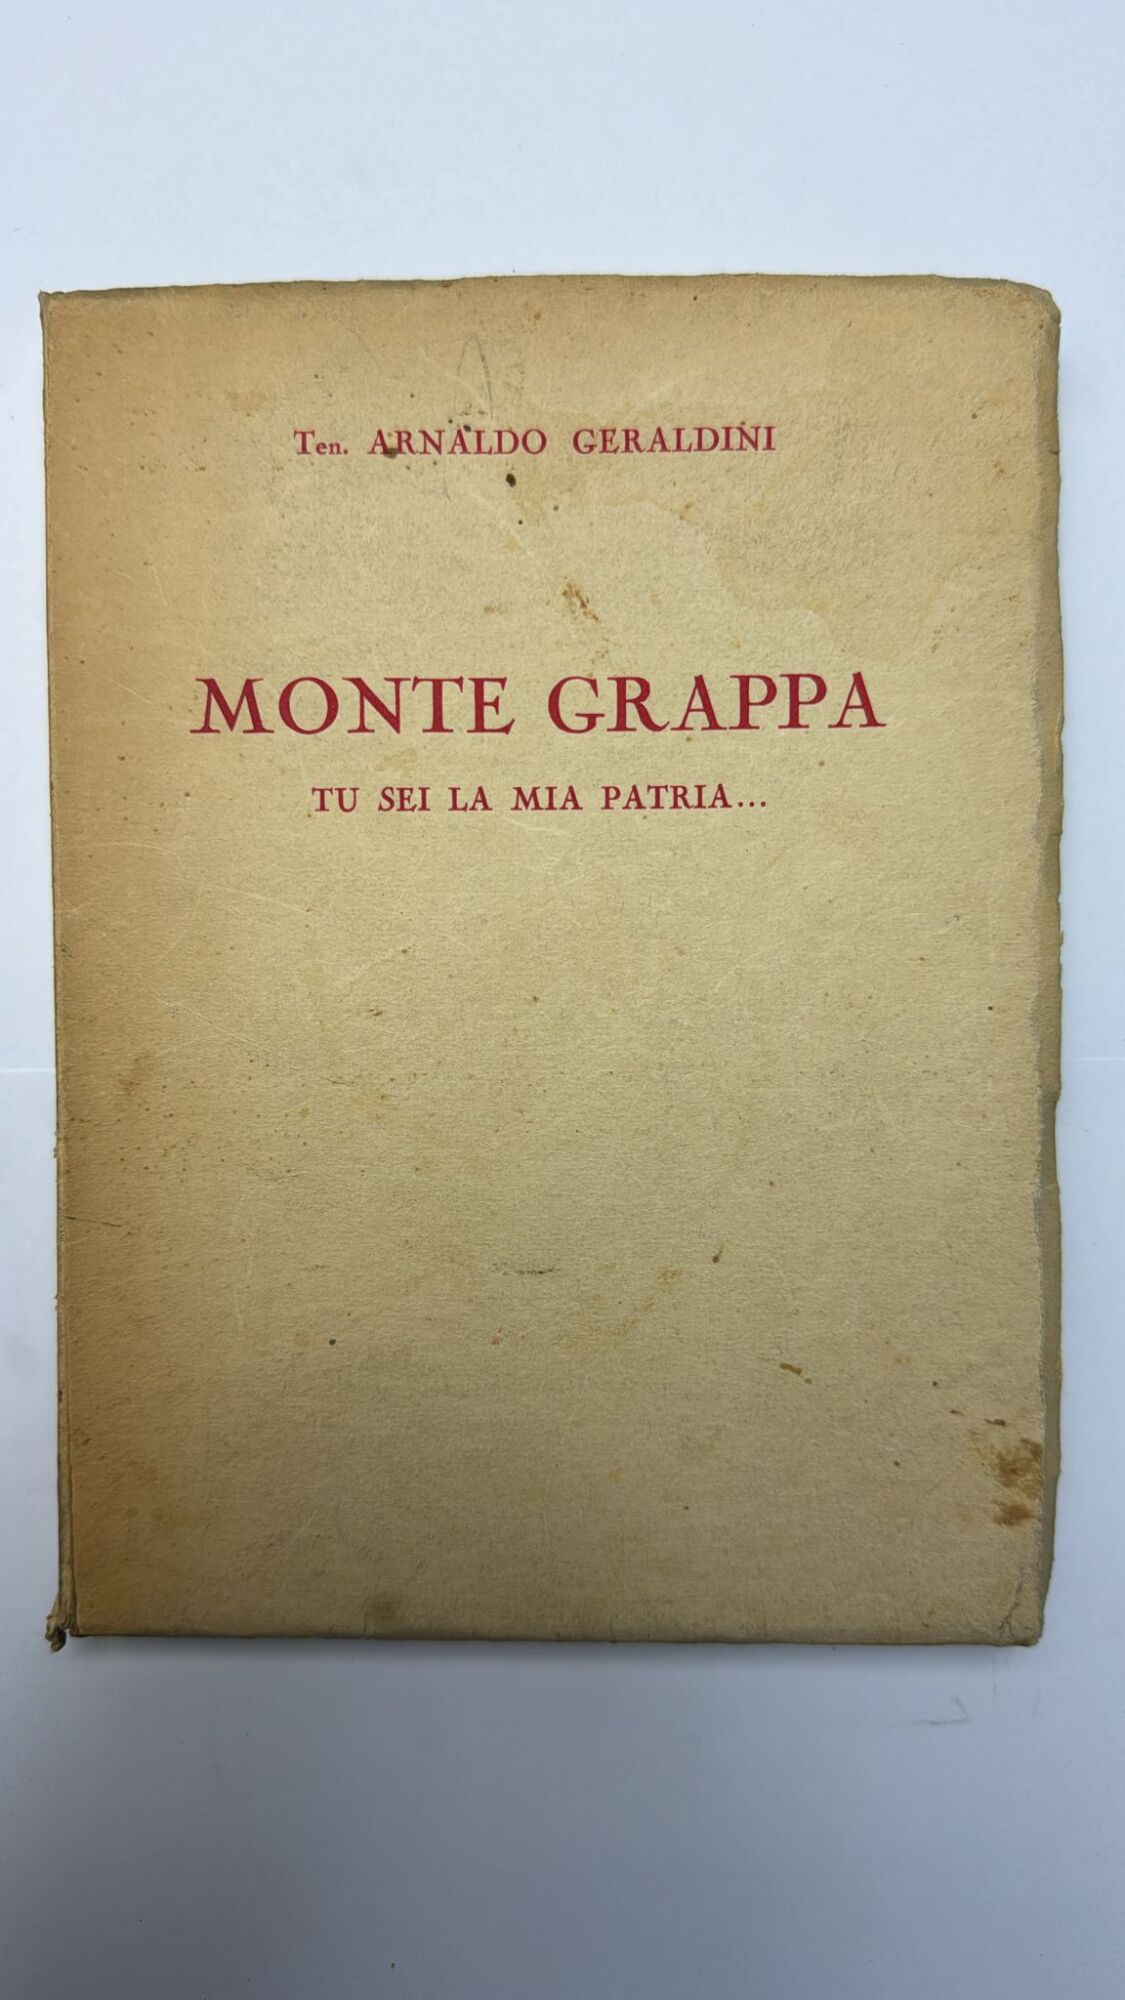 Ten. ARNALDO GERALDINI
MONTE GRAPPA
TU SEI LA MIA PATRIA...